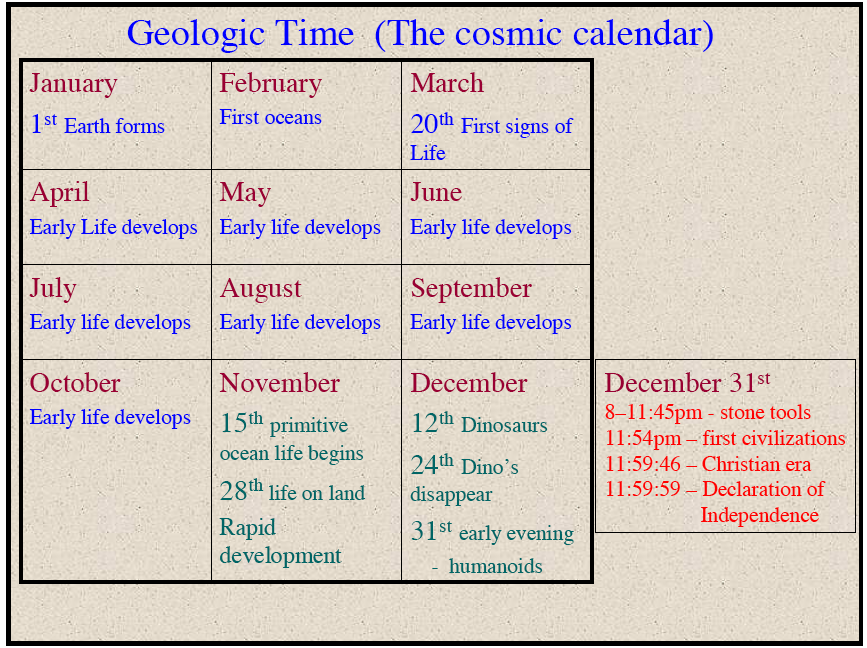 Geologic Time (The cosmic calendar)
January
1st Earth forms
February
First oceans
March
20th First signs of
Life
April
Early Life develops
May
Early life develops
June
Early life develops
July
Early life develops
August
Early life develops
September
Early life develops
October
Early life develops
November
15th primitive
ocean life begins
28th life on land
Rapid
development
December
12th Dinosaurs
24th Dino’s
disappear
31st early evening
- humanoids
December 31st
8–11:45pm - stone tools
11:54pm – first civilizations
11:59:46 – Christian era
11:59:59 – Declaration of
Independence